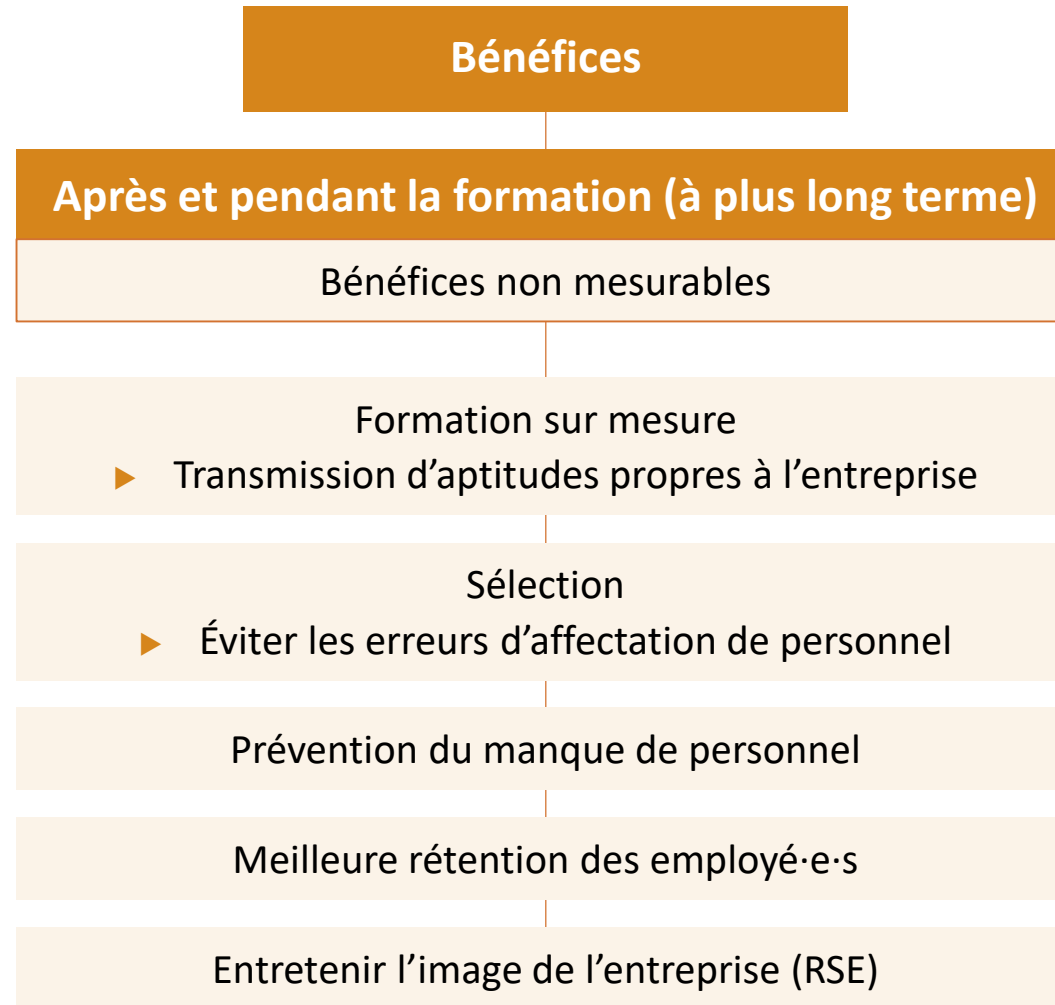 Bénéfices
Après et pendant la formation (à plus long terme)
Bénéfices non mesurables
Formation sur mesure
▶ Transmission d’aptitudes propres à l’entreprise
Sélection
▶ Éviter les erreurs d’affectation de personnel
Prévention du manque de personnel
Meilleure rétention des employé·e·s
Entretenir l’image de l’entreprise (RSE)